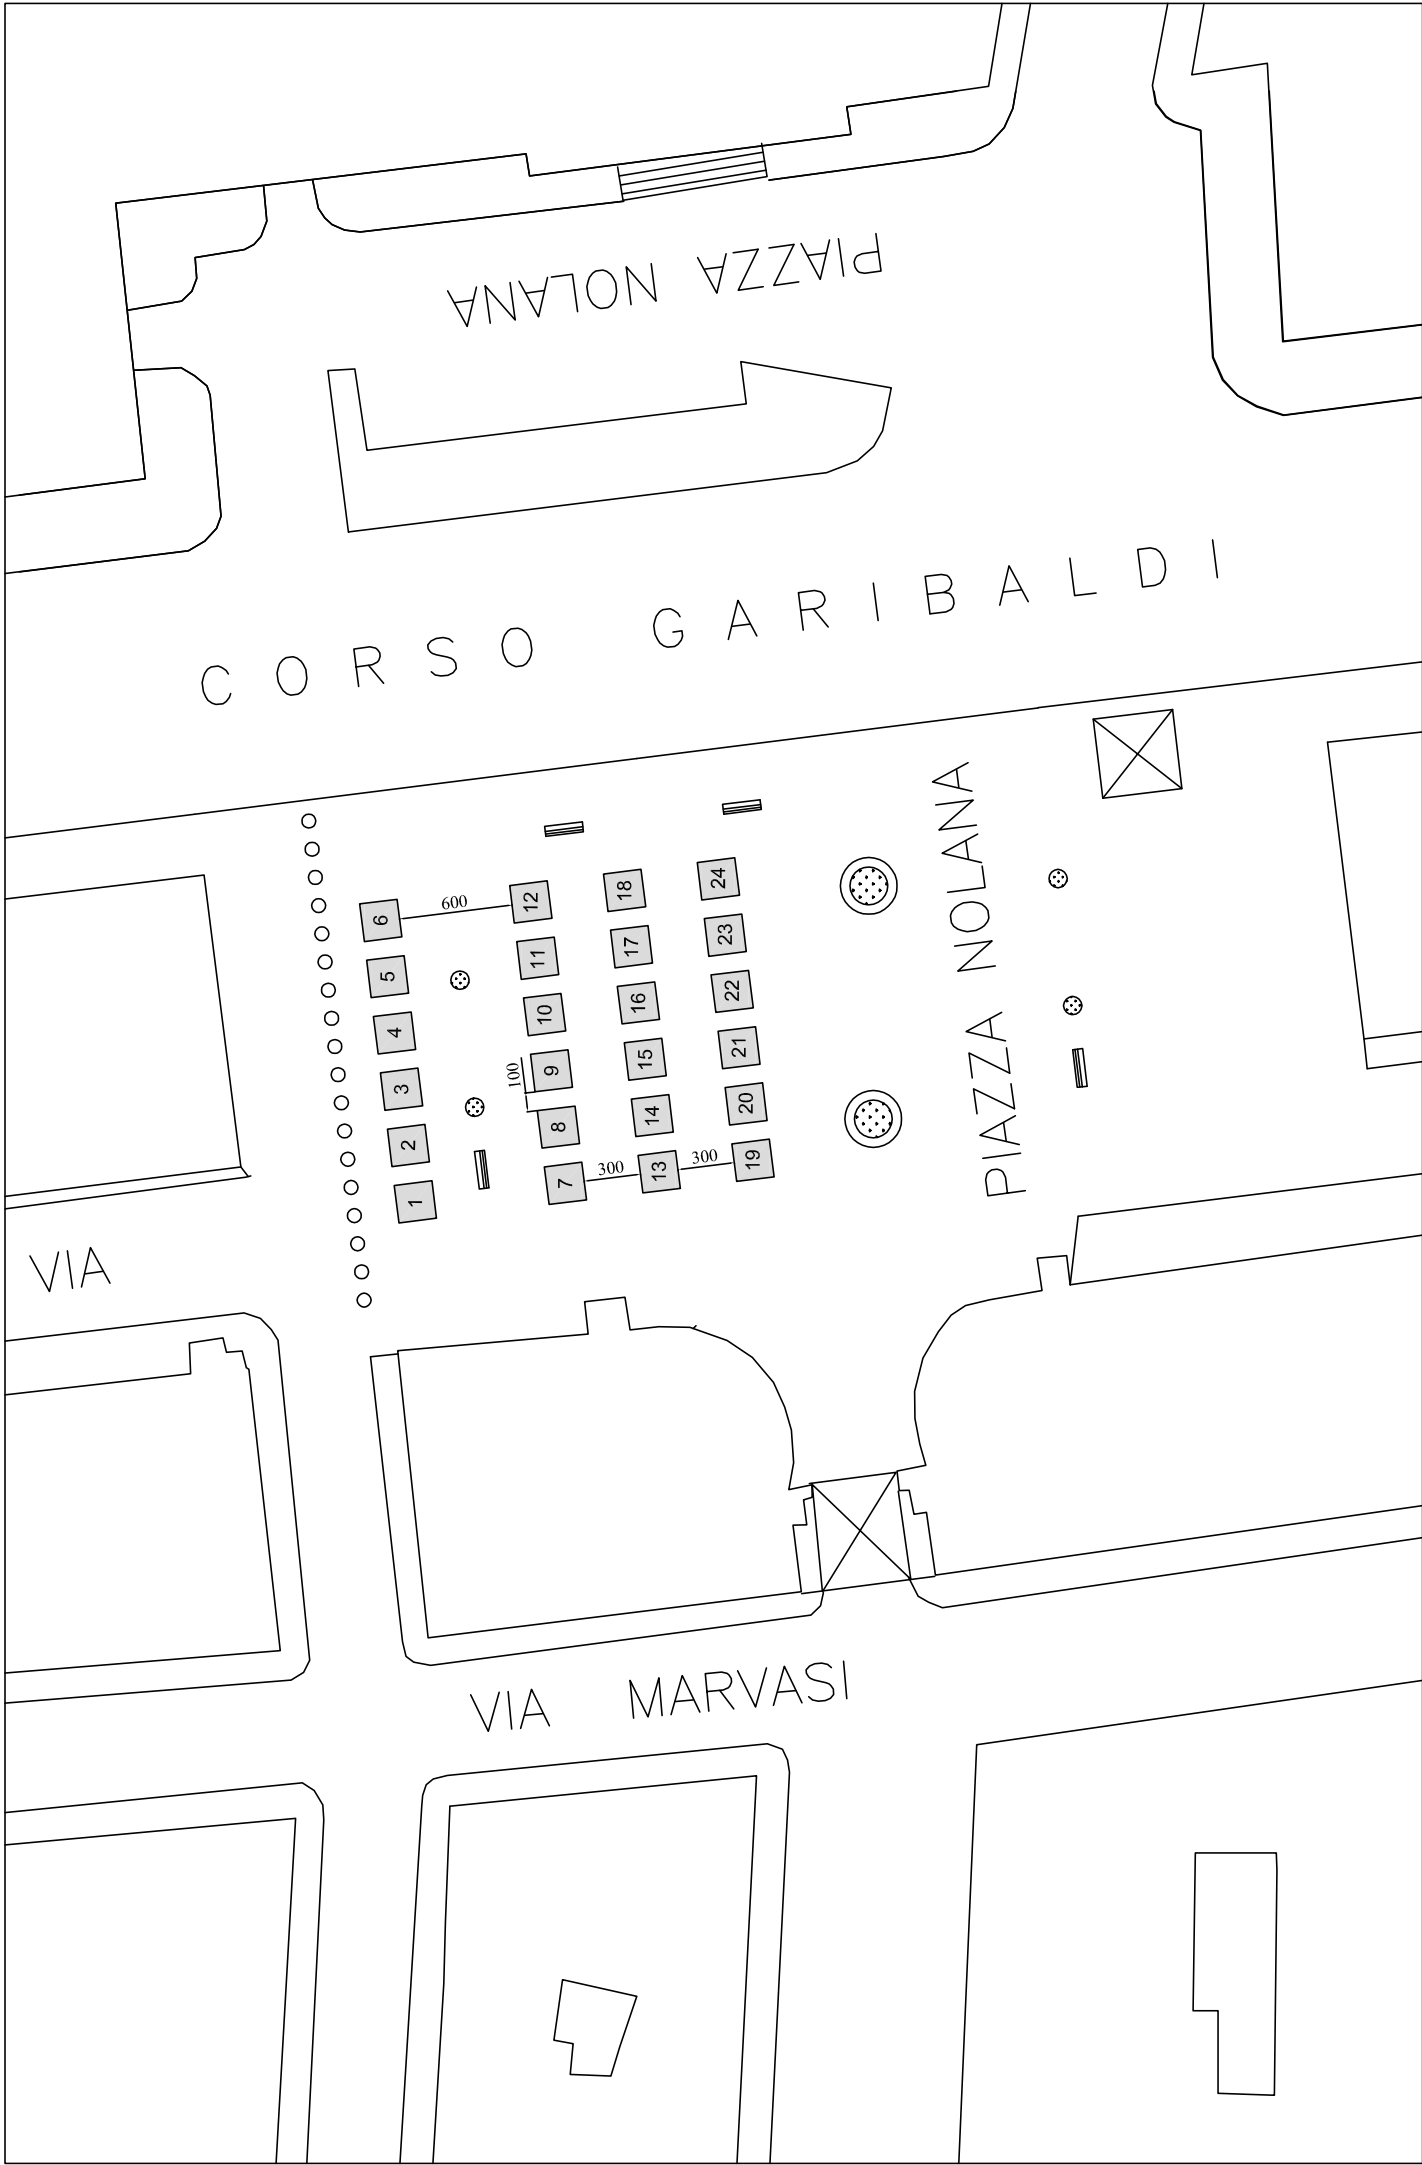 PIAZZA NOLANA
CORSO GARIBALDI
PIAZZA NOLANA
6 600 12 18 24
5 11 17 23
4 10 16 22
3 100 9 15 21
2 8 14 20
1 7 300 13 300 19
VIA
VIA MARVASI